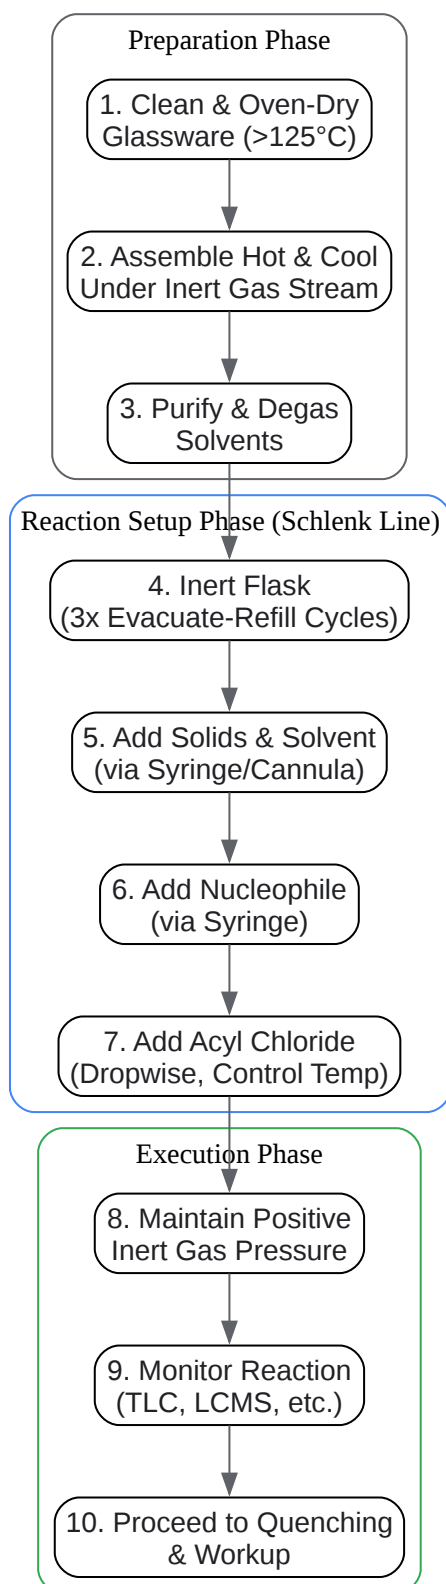 Preparation Phase
1. Clean & Oven-Dry
Glassware (>125°C)
2. Assemble Hot & Cool
Under Inert Gas Stream
3. Purify & Degas
Solvents
Reaction Setup Phase (Schlenk Line)
4. Inert Flask
(3x Evacuate-Refill Cycles)
5. Add Solids & Solvent
(via Syringe/Cannula)
6. Add Nucleophile
(via Syringe)
7. Add Acyl Chloride
(Dropwise, Control Temp)
Execution Phase
8. Maintain Positive
Inert Gas Pressure
9. Monitor Reaction
(TLC, LCMS, etc.)
10. Proceed to Quenching
& Workup